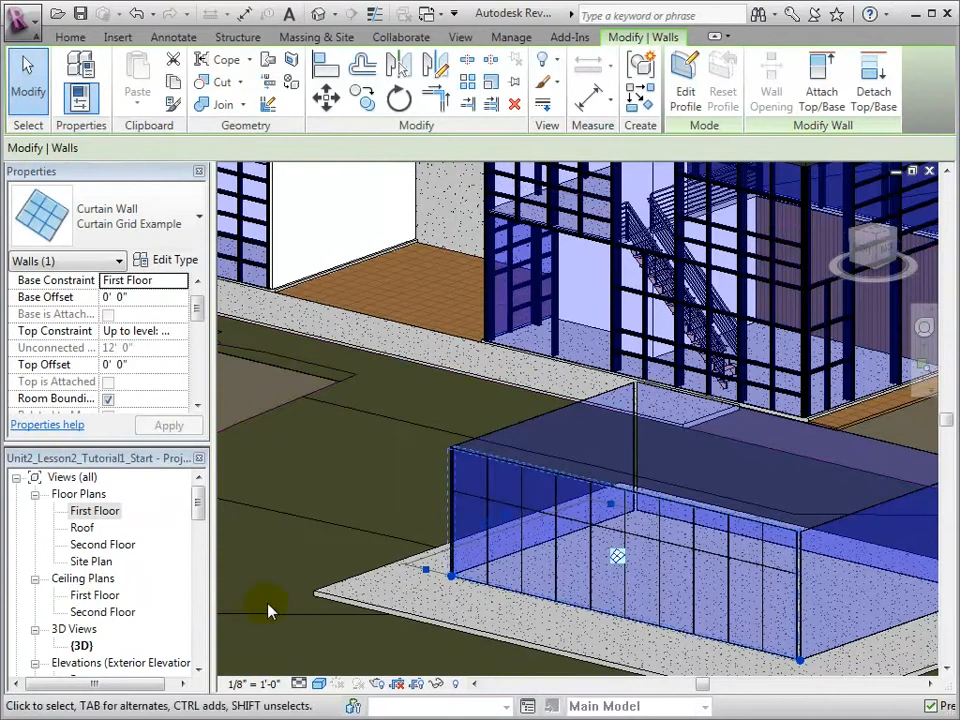 Autodesk Rev...
Type a keyword or phrase
Home Insert Annotate Structure Massing & Site Collaborate View Manage Add-Ins Modify | Walls
Modify
Paste
Cope
Cut
Join
Edit Profile
Reset Profile
Wall Opening
Attach Top/Base
Detach Top/Base
Select Properties Clipboard Geometry Modify View Measure Create Mode Modify Wall
Modify | Walls
Properties
Curtain Wall
Curtain Grid Example
Walls (1) Edit Type
Base Constraint First Floor
Base Offset 0' 0"
Base is Attach...
Top Constraint Up to level: ...
Unconnected ... 12' 0"
Top Offset 0' 0"
Top is Attached
Room Boundi...
Properties help Apply
Unit2_Lesson2_Tutorial1_Start - Proj...
Views (all)
Floor Plans
First Floor
Roof
Second Floor
Site Plan
Ceiling Plans
First Floor
Second Floor
3D Views
{3D}
Elevations (Exterior Elevation
1/8" = 1'-0"
Click to select, TAB for alternates, CTRL adds, SHIFT unselects.
Main Model
Pre